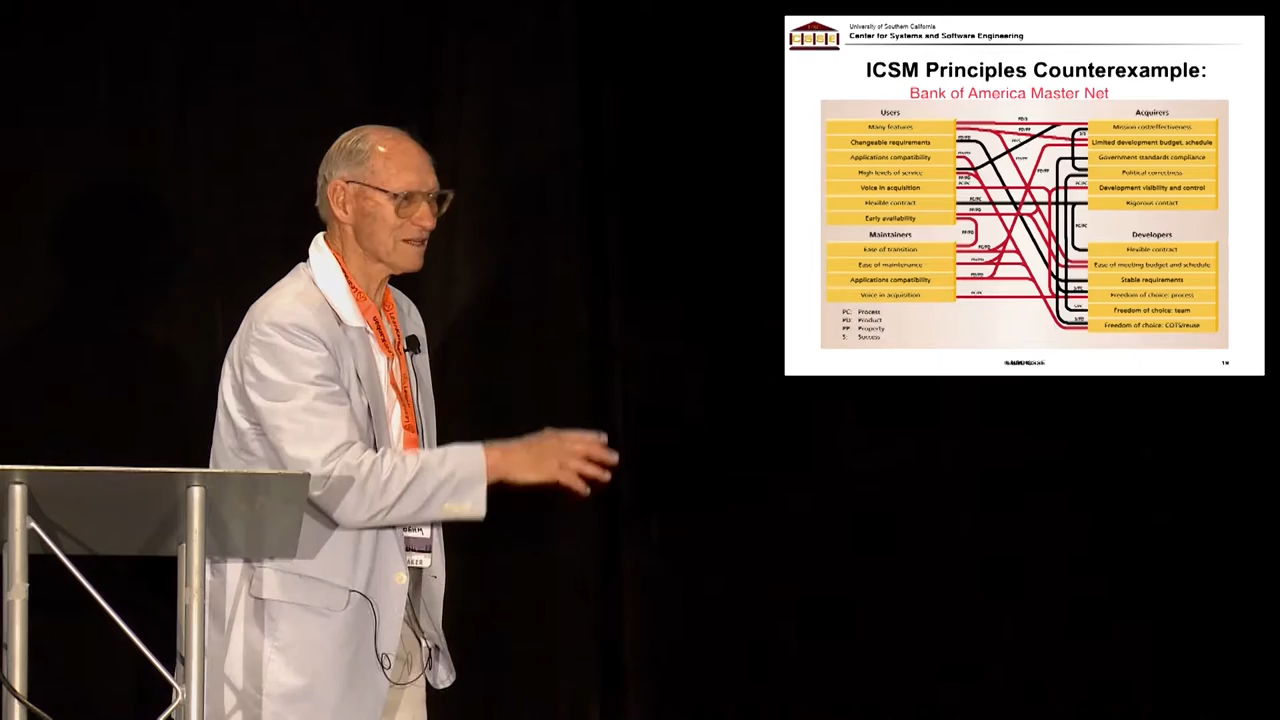 University of Southern California
Center for Systems and Software Engineering
CSSE
ICSM Principles Counterexample:
Bank of America Master Net
Users
Many features
Changeable requirements
Applications compatibility
High levels of service
Voice in acquisition
Flexible contract
Early availability
Maintainers
Ease of transition
Ease of maintenance
Applications compatibility
Voice in acquisition
PC: Process
PD: Product
PP: Property
S: Success
Acquirers
Mission cost/effectiveness
Limited development budget, schedule
Government standards compliance
Political correctness
Development visibility and control
Rigorous contact
Developers
Flexible contract
Ease of meeting budget and schedule
Stable requirements
Freedom of choice: process
Freedom of choice: team
Freedom of choice: COTS/reuse